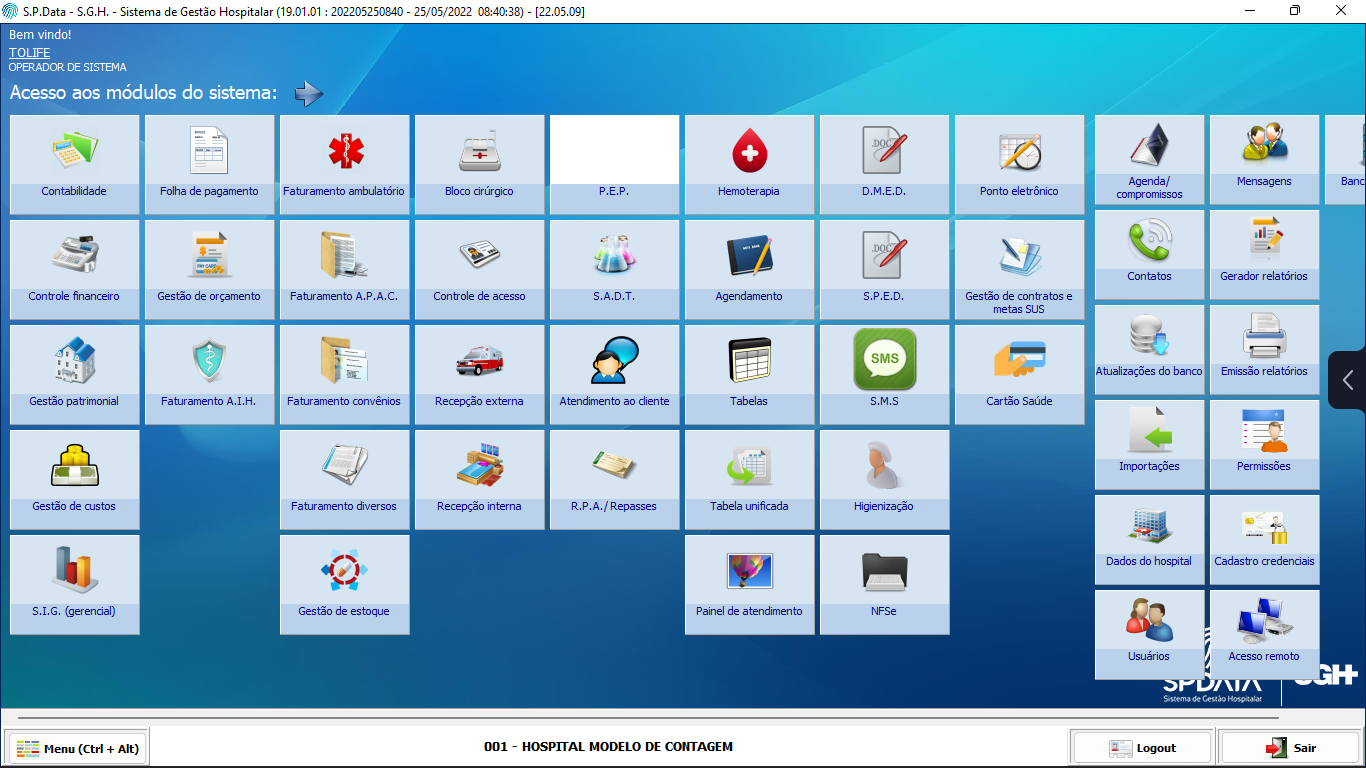 S.P.Data - S.G.H. - Sistema de Gestão Hospitalar (19.01.01 : 202205250840 - 25/05/2022 08:40:38) - [22.05.09]
Bem vindo!
TOLIFE
OPERADOR DE SISTEMA
Acesso aos módulos do sistema:
Contabilidade
Folha de pagamento
Faturamento ambulatório
Bloco cirúrgico
P.E.P.
Hemoterapia
.DOC
D.M.E.D.
Ponto eletrônico
Agenda/
compromissos
Mensagens
Banc
Controle financeiro
Gestão de orçamento
Faturamento A.P.A.C.
Controle de acesso
S.A.D.T.
Agendamento
.DOC
S.P.E.D.
Gestão de contratos e
metas SUS
Contatos
Gerador relatórios
Gestão patrimonial
Faturamento A.I.H.
Faturamento convênios
Recepção externa
Atendimento ao cliente
Tabelas
SMS
S.M.S
Cartão Saúde
Atualizações do banco
Emissão relatórios
Gestão de custos
Faturamento diversos
Recepção interna
R.P.A./ Repasses
Tabela unificada
Higienização
Importações
Permissões
S.I.G. (gerencial)
Gestão de estoque
Painel de atendimento
NFSe
Dados do hospital
Cadastro credenciais
Usuários
Acesso remoto
SPDATA
Sistema de Gestão Hospitalar
SGH
Menu (Ctrl + Alt)
001 - HOSPITAL MODELO DE CONTAGEM
Logout
Sair